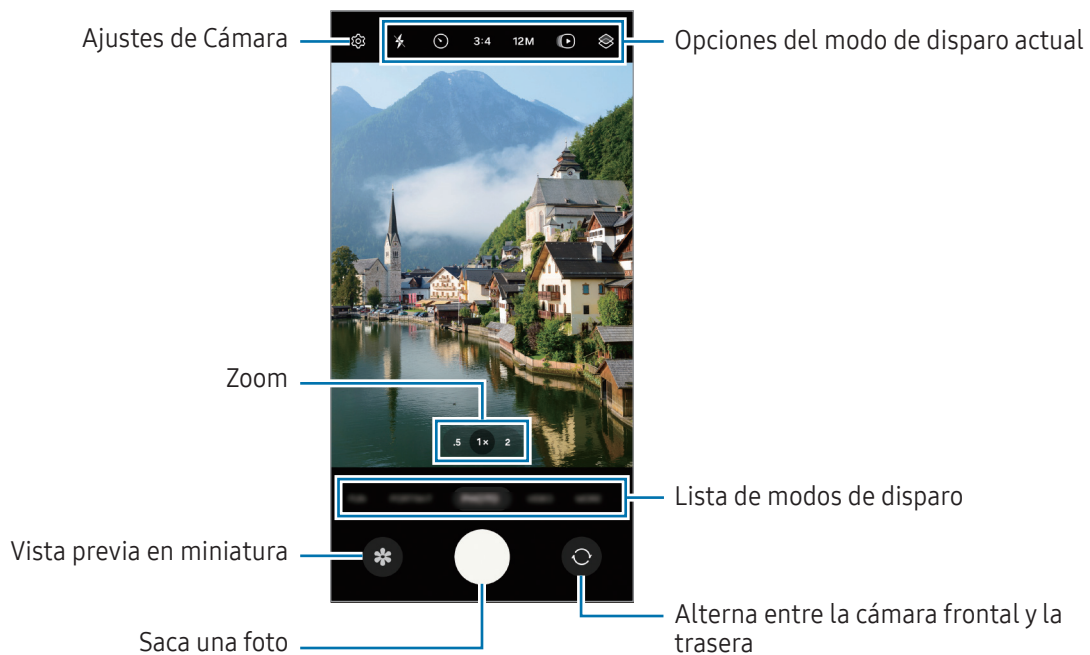 Ajustes de Cámara
3:4
12M
Opciones del modo de disparo actual
Zoom
.5
1×
2
Lista de modos de disparo
Vista previa en miniatura
Saca una foto
Alterna entre la cámara frontal y la
trasera